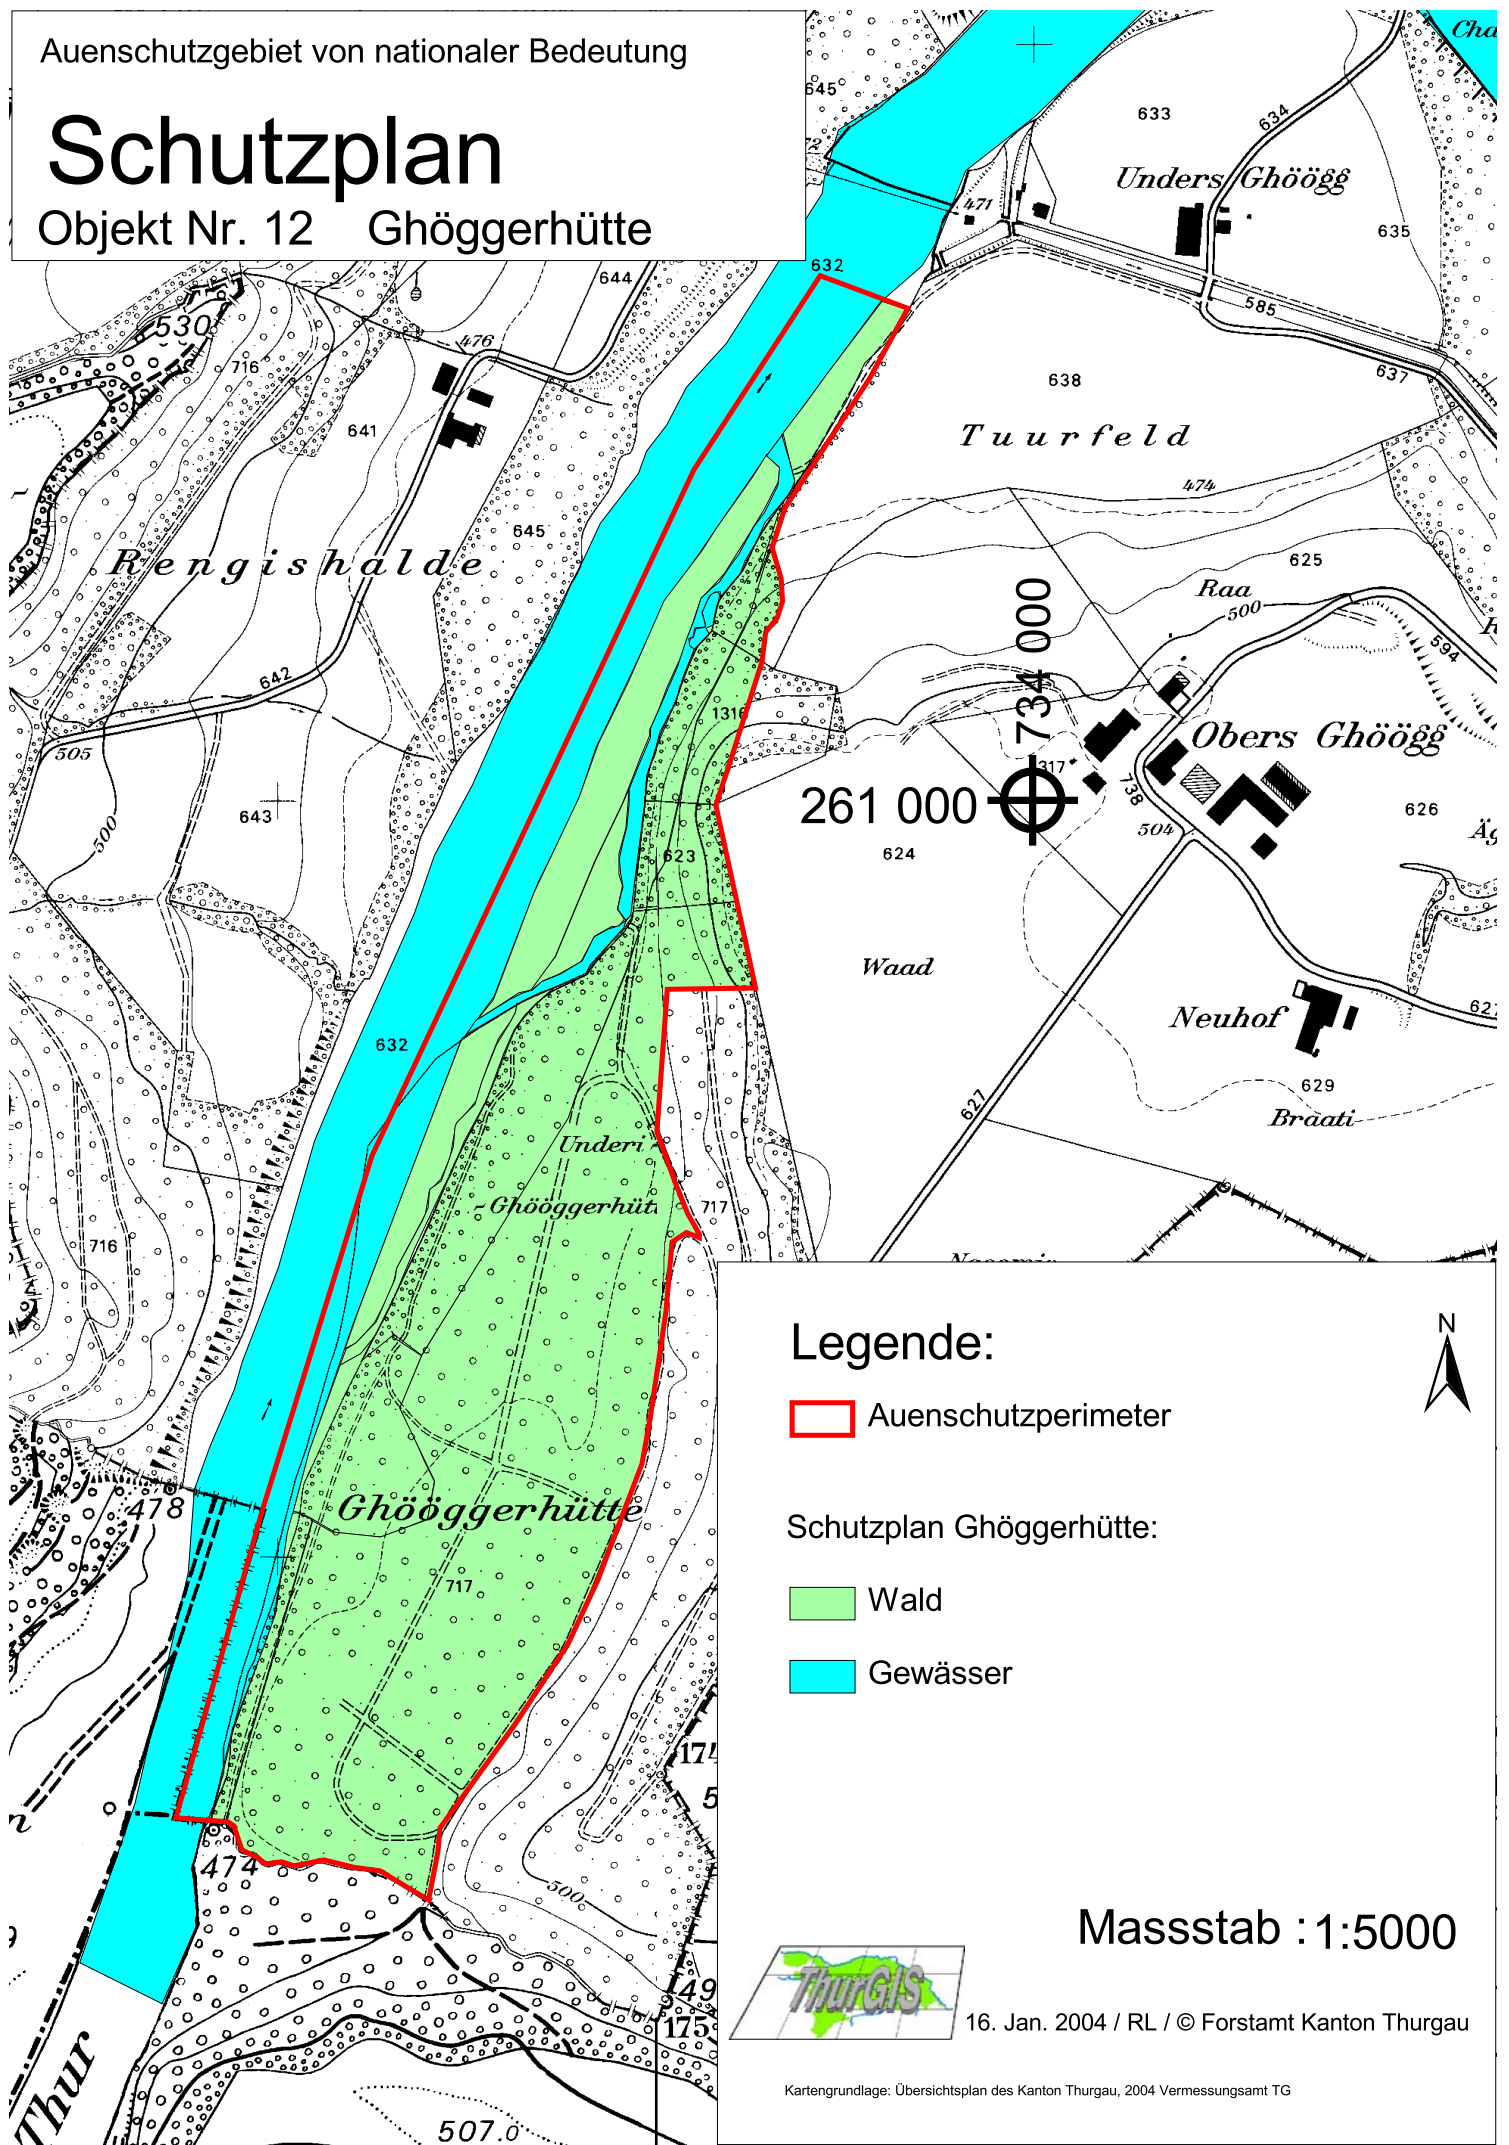 Auenschutzgebiet von nationaler Bedeutung
Schutzplan
Objekt Nr. 12 Ghöggerhütte
645
633
634
Unders Ghöögg
471
635
632
644
530
476
716
585
637
638
641
Tuurfeld
474
645
Rengishalde
625
Raa
500
594
734 000
642
1316
505
Obers Ghöögg
317
738
261 000
643
500
626
504
623
624
Waad
Neuhof
627
632
629
627
Braati
Underi
Ghööggerhüt
717
716
Legende:
N
Auenschutzperimeter
478
Ghööggerhütte
Schutzplan Ghöggerhütte:
717
Wald
Gewässer
474
500
Massstab : 1:5000
ThurGIS
49
16. Jan. 2004 / RL / © Forstamt Kanton Thurgau
175
Thur
Kartengrundlage: Übersichtsplan des Kanton Thurgau, 2004 Vermessungsamt TG
507.0